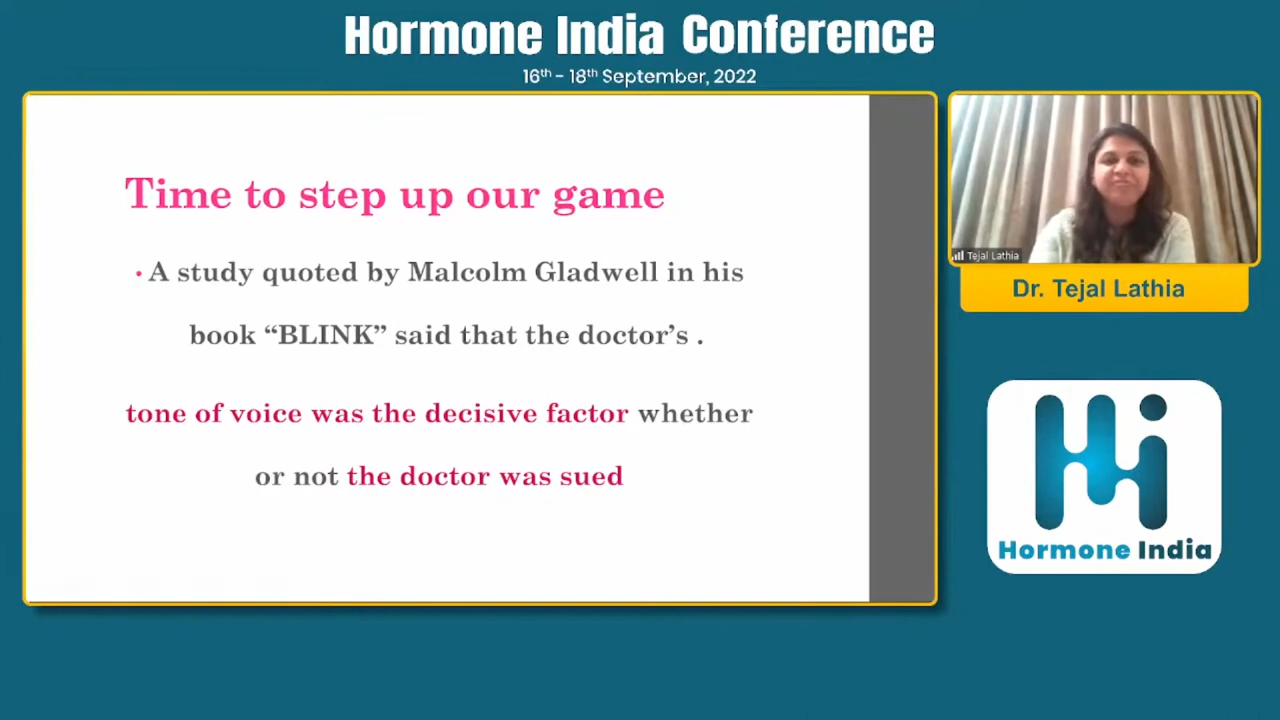 Hormone India Conference
16th - 18th September, 2022
Time to step up our game
• A study quoted by Malcolm Gladwell in his
book “BLINK” said that the doctor’s .
tone of voice was the decisive factor whether
or not the doctor was sued
Tejal Lathia
Dr. Tejal Lathia
Hi
Hormone India